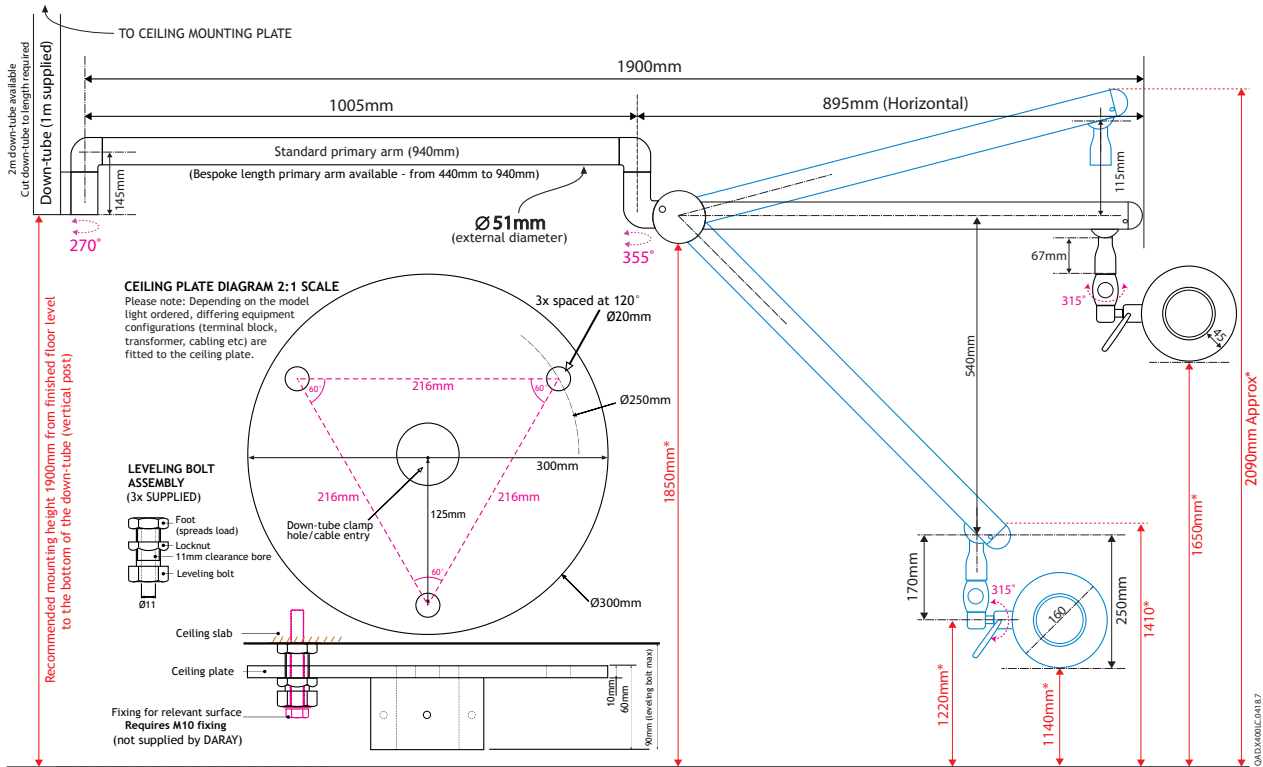 TO CEILING MOUNTING PLATE
2m down-tube available
Cut down-tube to length required
Down-tube (1m supplied)
1900mm
1005mm
895mm (Horizontal)
Standard primary arm (940mm)
(Bespoke length primary arm available - from 440mm to 940mm)
145mm
Ø51mm
(external diameter)
270°
355°
115mm
67mm
315°
45
540mm
CEILING PLATE DIAGRAM 2:1 SCALE
Please note: Depending on the model
light ordered, differing equipment
configurations (terminal block,
transformer, cabling etc) are
fitted to the ceiling plate.
3x spaced at 120°
Ø20mm
216mm
60°
60°
Ø250mm
300mm
216mm
216mm
125mm
Down-tube clamp
hole/cable entry
60°
Ø300mm
LEVELING BOLT
ASSEMBLY
(3x SUPPLIED)
Foot
(spreads load)
Locknut
11mm clearance bore
Leveling bolt
Ø11
Ceiling slab
Ceiling plate
Fixing for relevant surface
Requires M10 fixing
(not supplied by DARAY)
10mm
60mm
90mm (leveling bolt max)
Recommended mounting height 1900mm from finished floor level
to the bottom of the down-tube (vertical post)
1850mm*
170mm
315°
160
250mm
1220mm*
1140mm*
1410*
1650mm*
2090mm Approx*
QAD.X400LC.0418.7